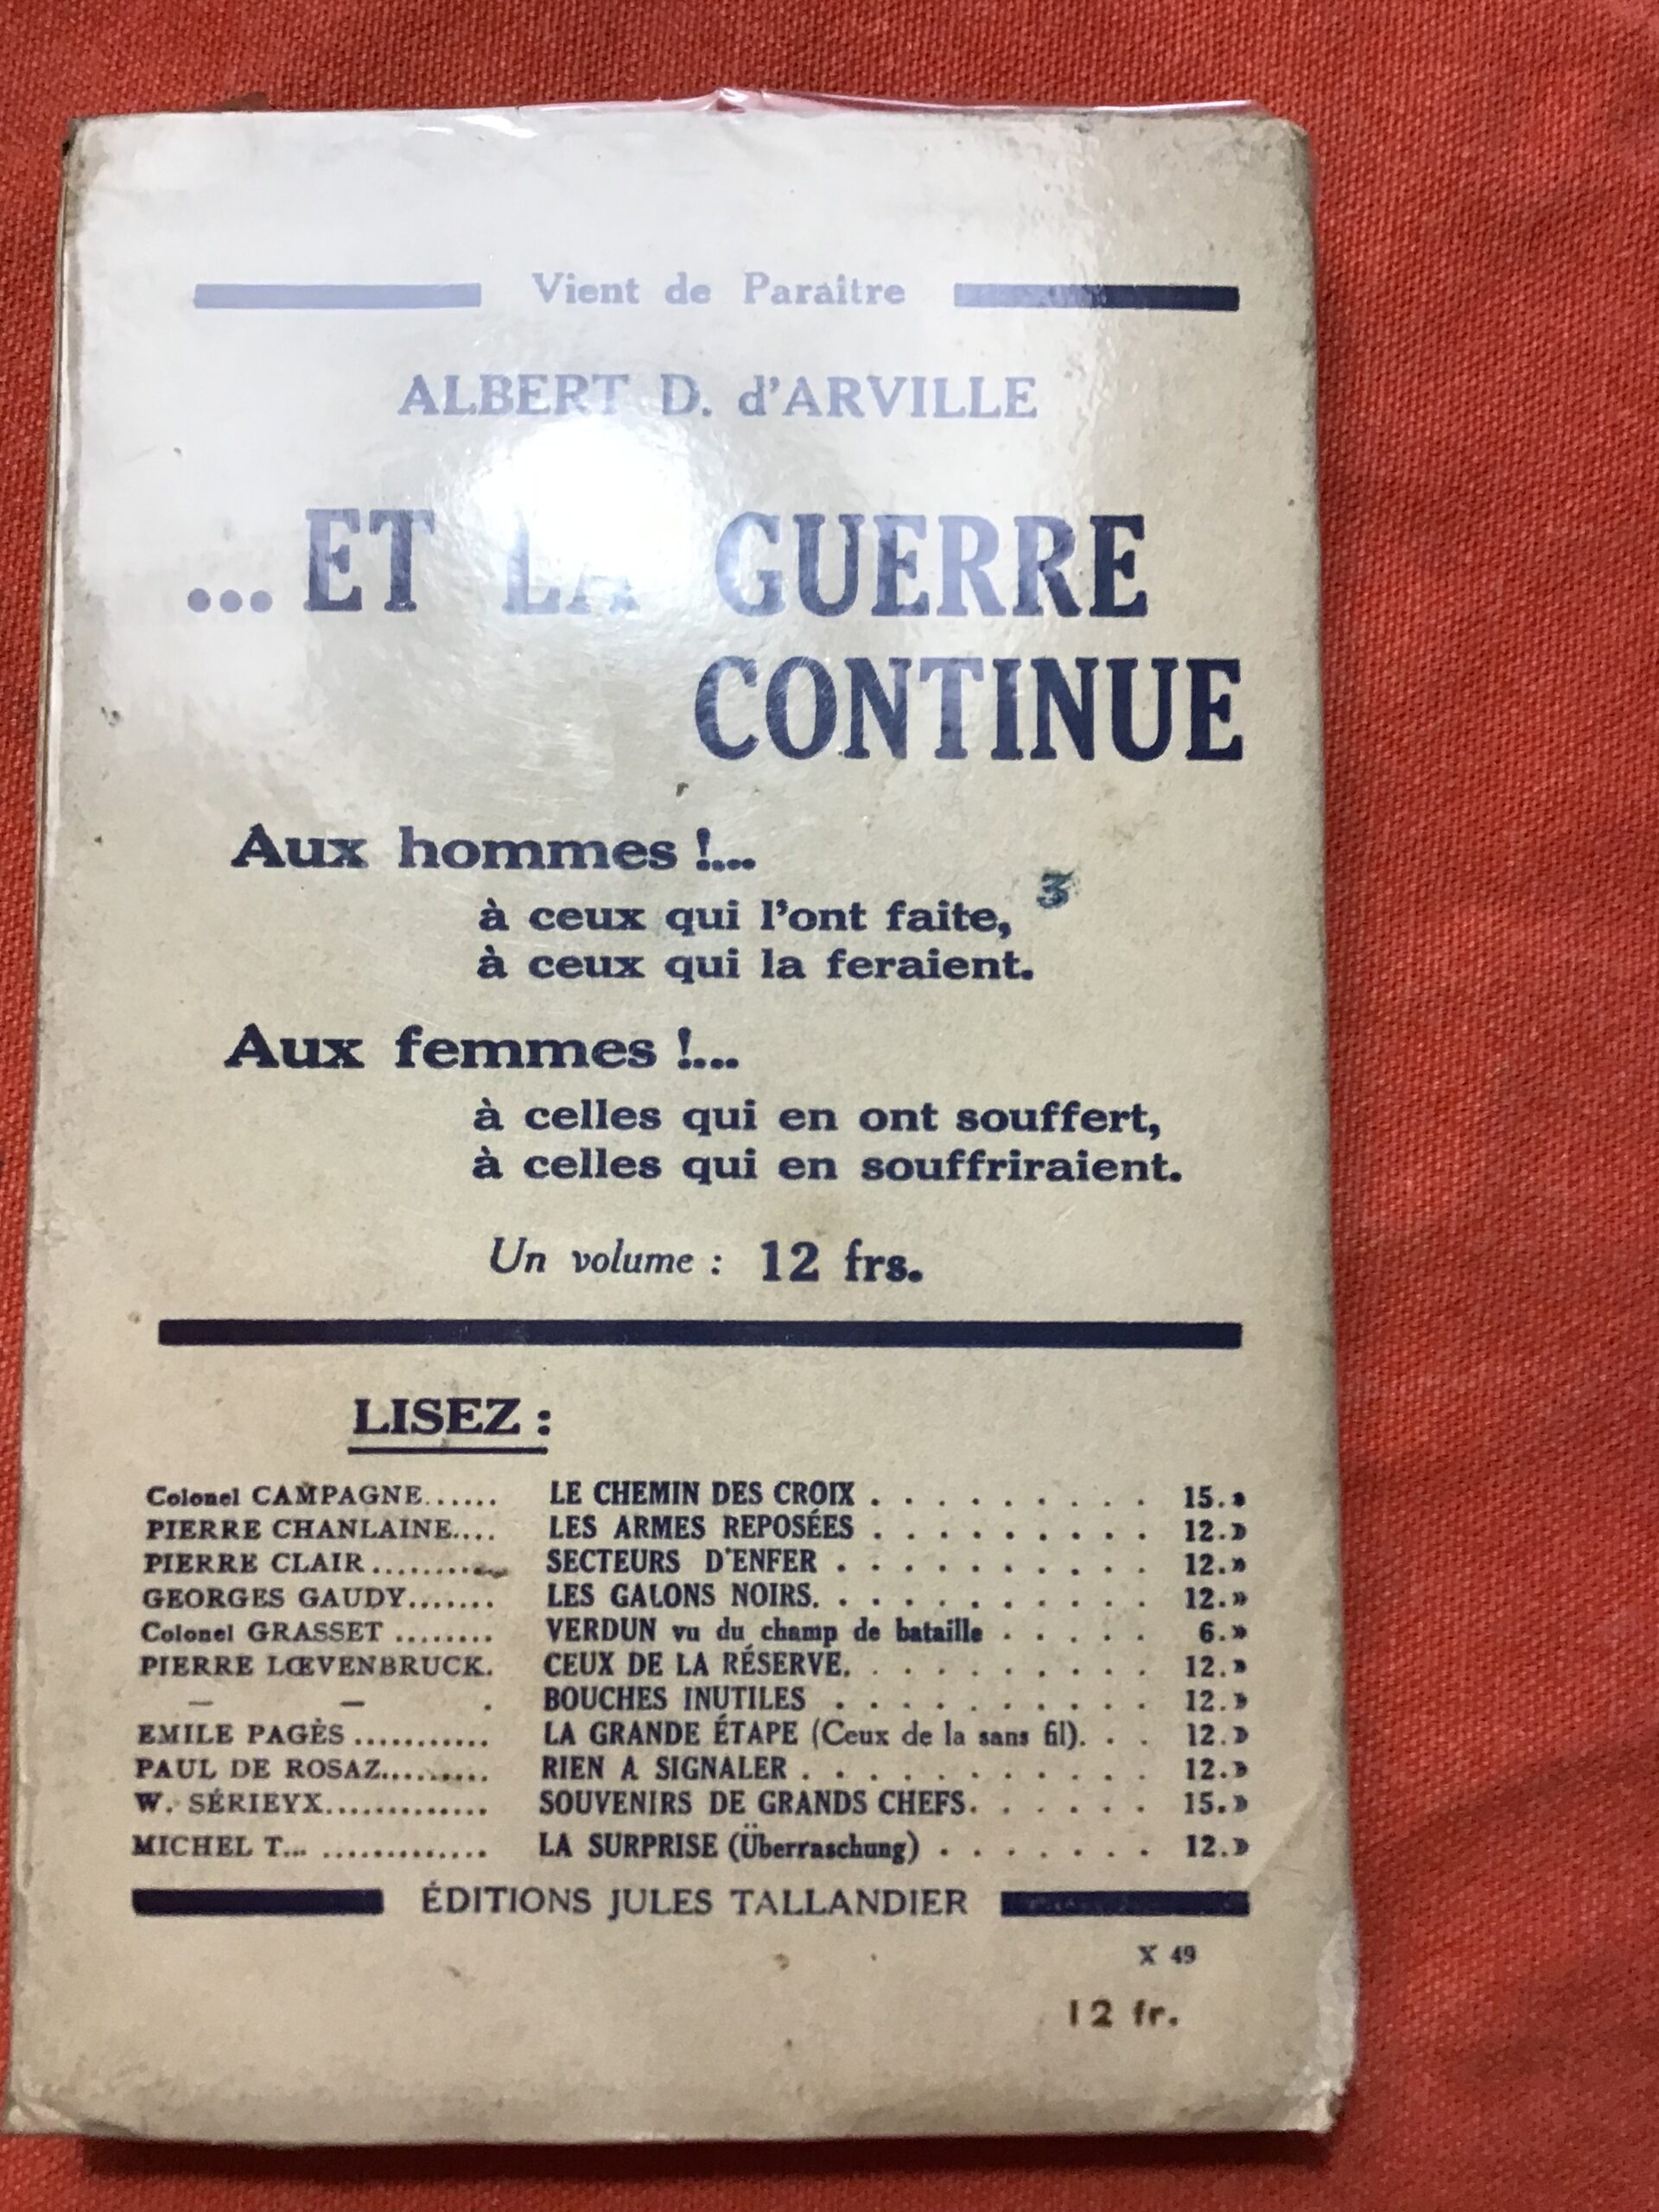 Vient de Paraître
ALBERT D. d'ARVILLE
... ET LA GUERRE
CONTINUE
Aux hommes !...
3
à ceux qui l'ont faite,
à ceux qui la feraient.
Aux femmes !...
à celles qui en ont souffert,
à celles qui en souffriraient.
Un volume : 12 frs.
LISEZ :
Colonel CAMPAGNE...... LE CHEMIN DES CROIX . . . . . . . . . 15.»
PIERRE CHANLAINE.... LES ARMES REPOSÉES . . . . . . . . . 12.»
PIERRE CLAIR........... SECTEURS D'ENFER . . . . . . . . . . 12.»
GEORGES GAUDY....... LES GALONS NOIRS. . . . . . . . . . . 12.»
Colonel GRASSET ........ VERDUN vu du champ de bataille . . . . . 6.»
PIERRE LŒVENBRUCK. CEUX DE LA RÉSERVE. . . . . . . . . . 12.»
— — . BOUCHES INUTILES . . . . . . . . . . 12.»
EMILE PAGÈS ........... LA GRANDE ÉTAPE (Ceux de la sans fil). . . 12.»
PAUL DE ROSAZ......... RIEN A SIGNALER . . . . . . . . . . . 12.»
W. SÉRIEYX............. SOUVENIRS DE GRANDS CHEFS. . . . . . 15.»
MICHEL T... ............. LA SURPRISE (Überraschung) . . . . . . . 12.»
ÉDITIONS JULES TALLANDIER
X 49
12 fr.